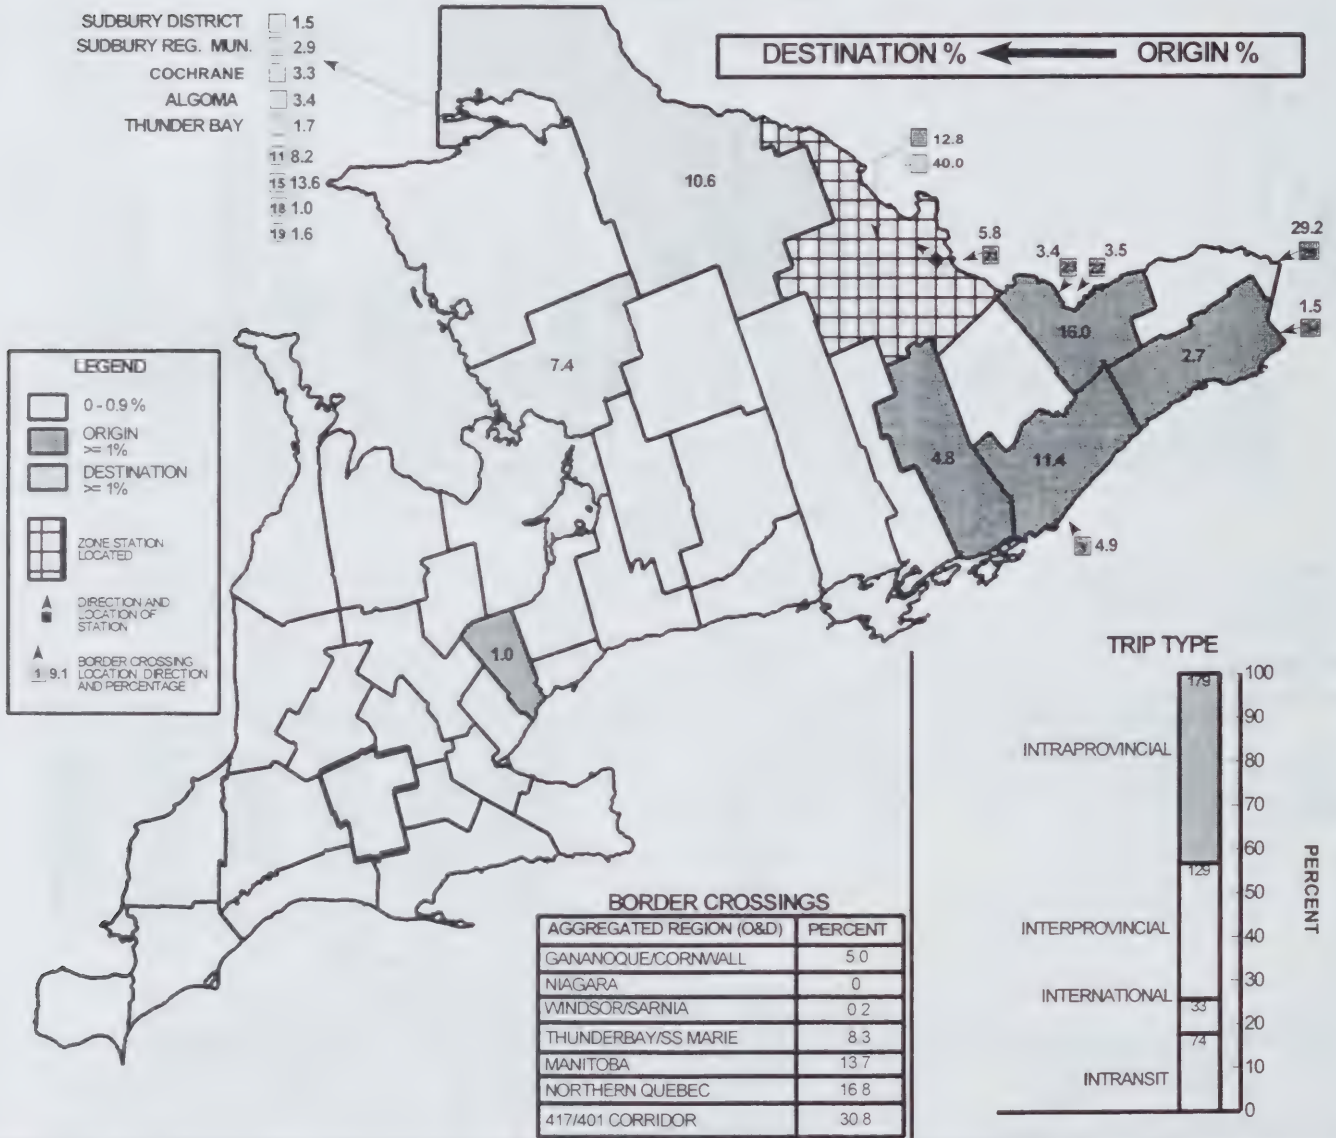 SUDBURY DISTRICT 1.5
SUDBURY REG. MUN. 2.9
COCHRANE 3.3
ALGOMA 3.4
THUNDER BAY 1.7
11 8.2
15 13.6
18 1.0
19 1.6
DESTINATION % ORIGIN %
12.8
40.0
10.6
5.8
21
3.4
23
3.5
22
29.2
1.5
16.0
2.7
7.4
4.8
11.4
4.9
1.0
LEGEND
0 - 0.9 %
ORIGIN
>= 1%
DESTINATION
>= 1%
ZONE STATION
LOCATED
DIRECTION AND
LOCATION OF
STATION
1 9.1
BORDER CROSSING
LOCATION DIRECTION
AND PERCENTAGE
BORDER CROSSINGS
AGGREGATED REGION (O&D) PERCENT
GANANOQUE/CORNWALL 5.0
NIAGARA 0
WINDSOR/SARNIA 0.2
THUNDERBAY/SS MARIE 8.3
MANITOBA 13.7
NORTHERN QUEBEC 16.8
417/401 CORRIDOR 30.8
TRIP TYPE
179
INTRAPROVINCIAL
129
INTERPROVINCIAL
INTERNATIONAL
33
74
INTRANSIT
100
90
80
70
60
50
40
30
20
10
0
PERCENT